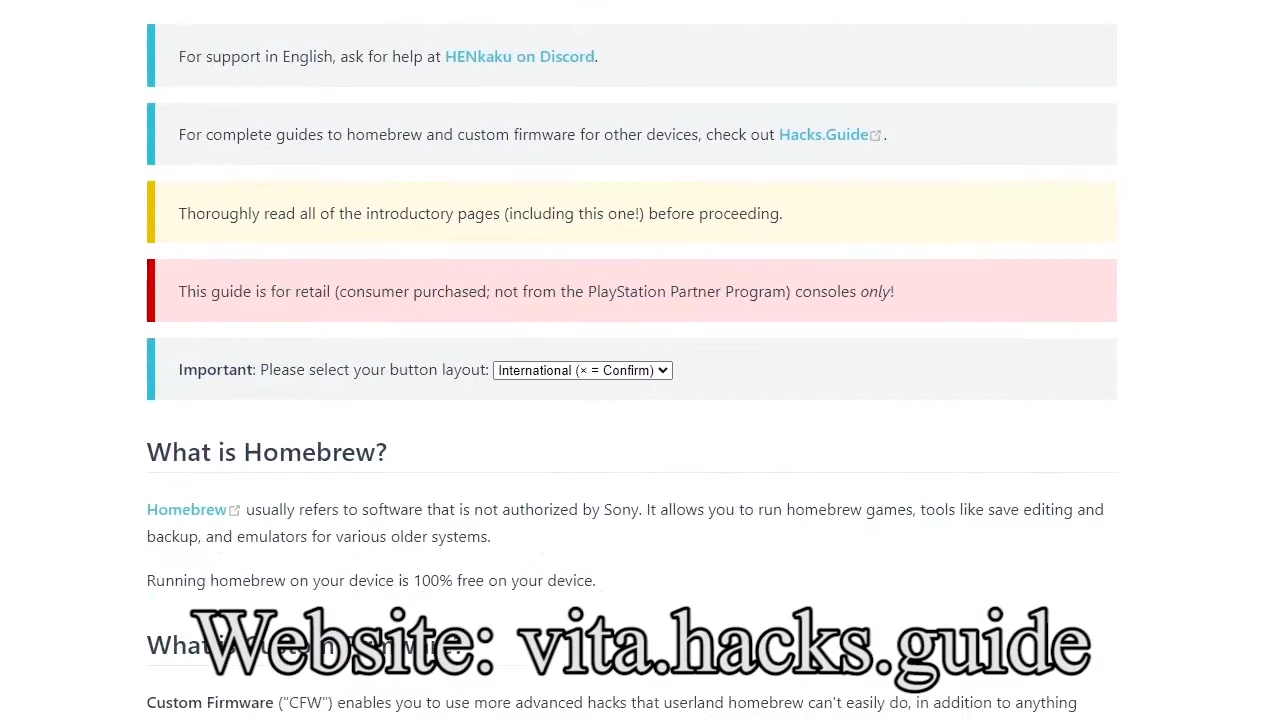 For support in English, ask for help at HENkaku on Discord.
For complete guides to homebrew and custom firmware for other devices, check out Hacks.Guide.
Thoroughly read all of the introductory pages (including this one!) before proceeding.
This guide is for retail (consumer purchased; not from the PlayStation Partner Program) consoles only!
Important: Please select your button layout: International (× = Confirm)
What is Homebrew?
Homebrew usually refers to software that is not authorized by Sony. It allows you to run homebrew games, tools like save editing and
backup, and emulators for various older systems.
Running homebrew on your device is 100% free on your device.
What is Custom Firmware?
Website: vita.hacks.guide
Custom Firmware ("CFW") enables you to use more advanced hacks that userland homebrew can't easily do, in addition to anything